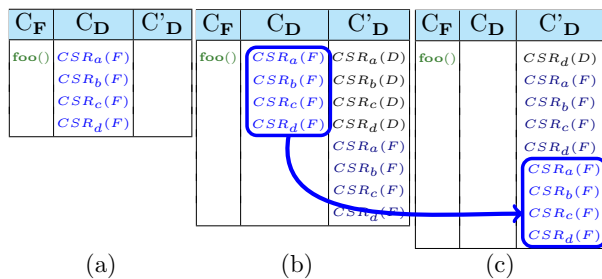 C_F C_D C'_D
foo() CSR_a(F)
CSR_b(F)
CSR_c(F)
CSR_d(F)
(a)
C_F C_D C'_D
foo() CSR_a(F) CSR_a(D)
CSR_b(F) CSR_b(D)
CSR_c(F) CSR_c(D)
CSR_d(F) CSR_d(D)
CSR_a(F)
CSR_b(F)
CSR_c(F)
CSR_d(F)
(b)
C_F C_D C'_D
foo() CSR_d(D)
CSR_a(F)
CSR_b(F)
CSR_c(F)
CSR_d(F)
CSR_a(F)
CSR_b(F)
CSR_c(F)
CSR_d(F)
(c)